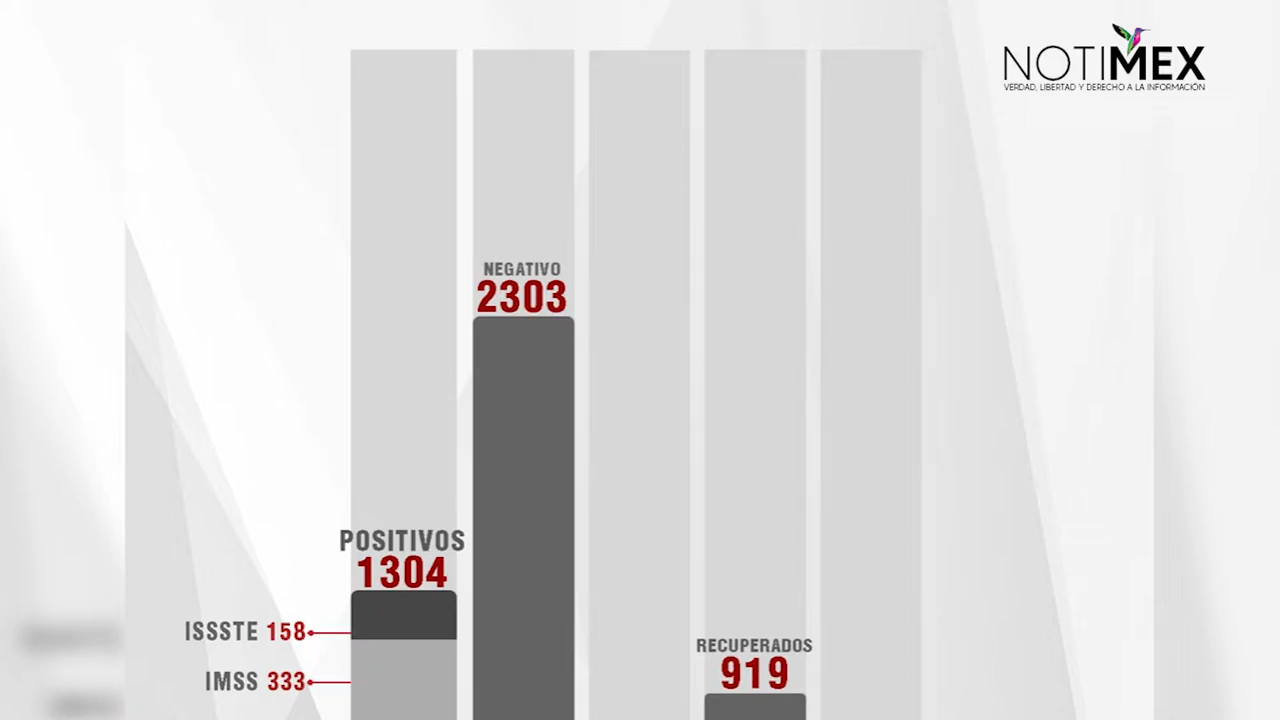 NOTIMEX
VERDAD, LIBERTAD Y DERECHO A LA INFORMACIÓN
NEGATIVO
2303
POSITIVOS
1304
ISSSTE 158
IMSS 333
RECUPERADOS
919